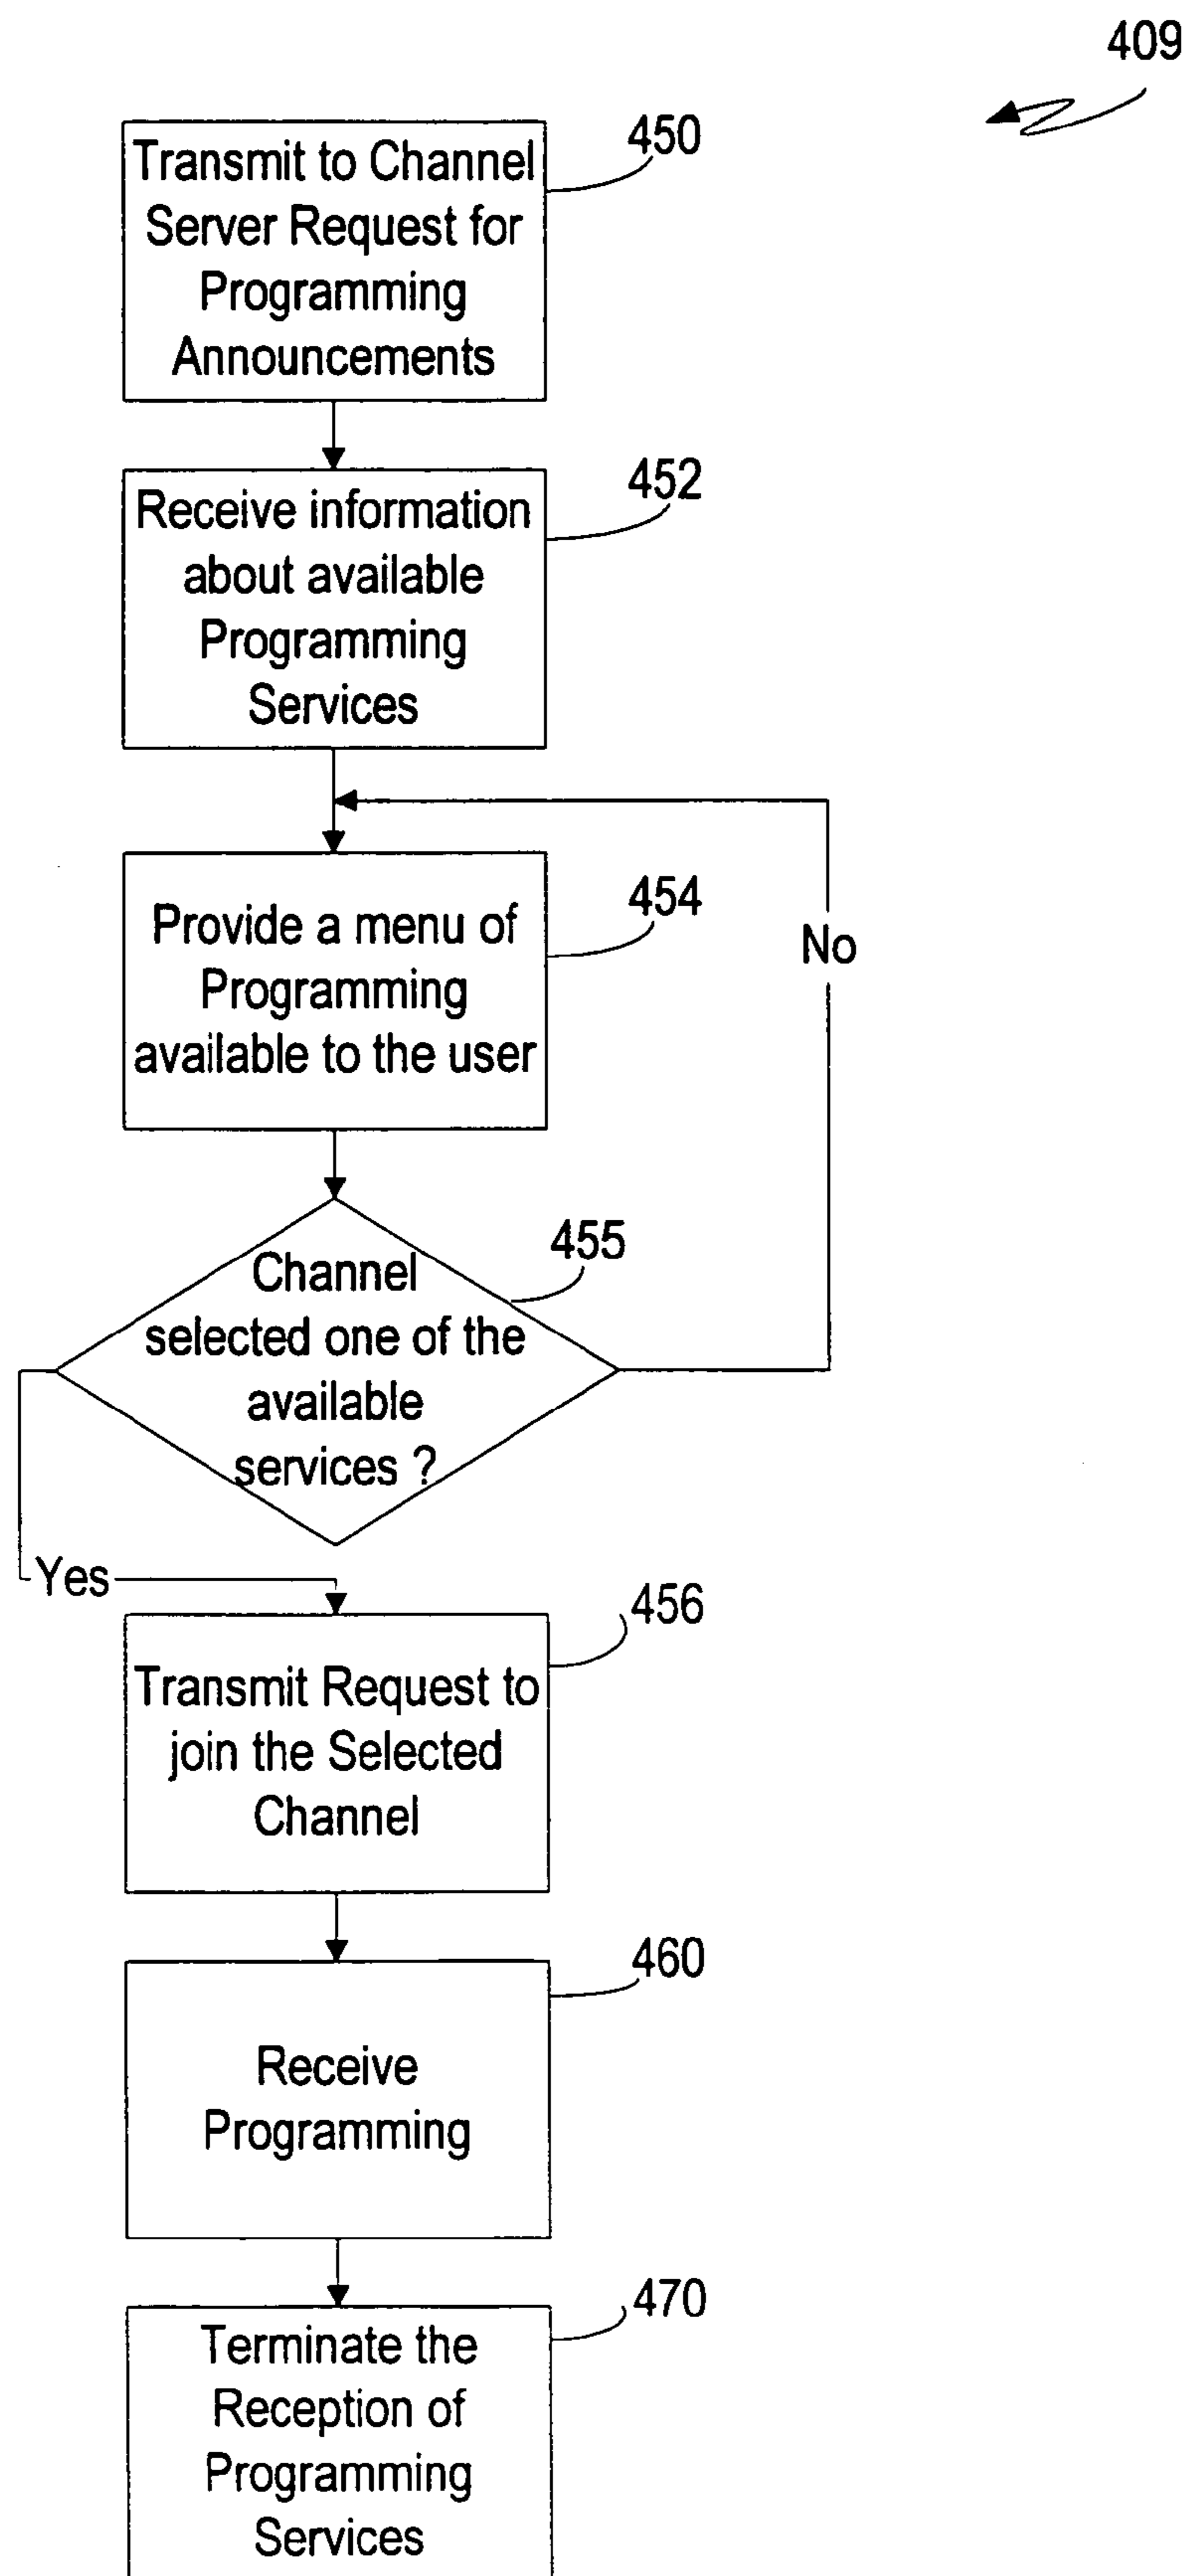 409
450
Transmit to Channel
Server Request for
Programming
Announcements
452
Receive information
about available
Programming
Services
454
Provide a menu of
Programming
available to the user
No
455
Channel
selected one of the
available
services ?
Yes
456
Transmit Request to
join the Selected
Channel
460
Receive
Programming
470
Terminate the
Reception of
Programming
Services